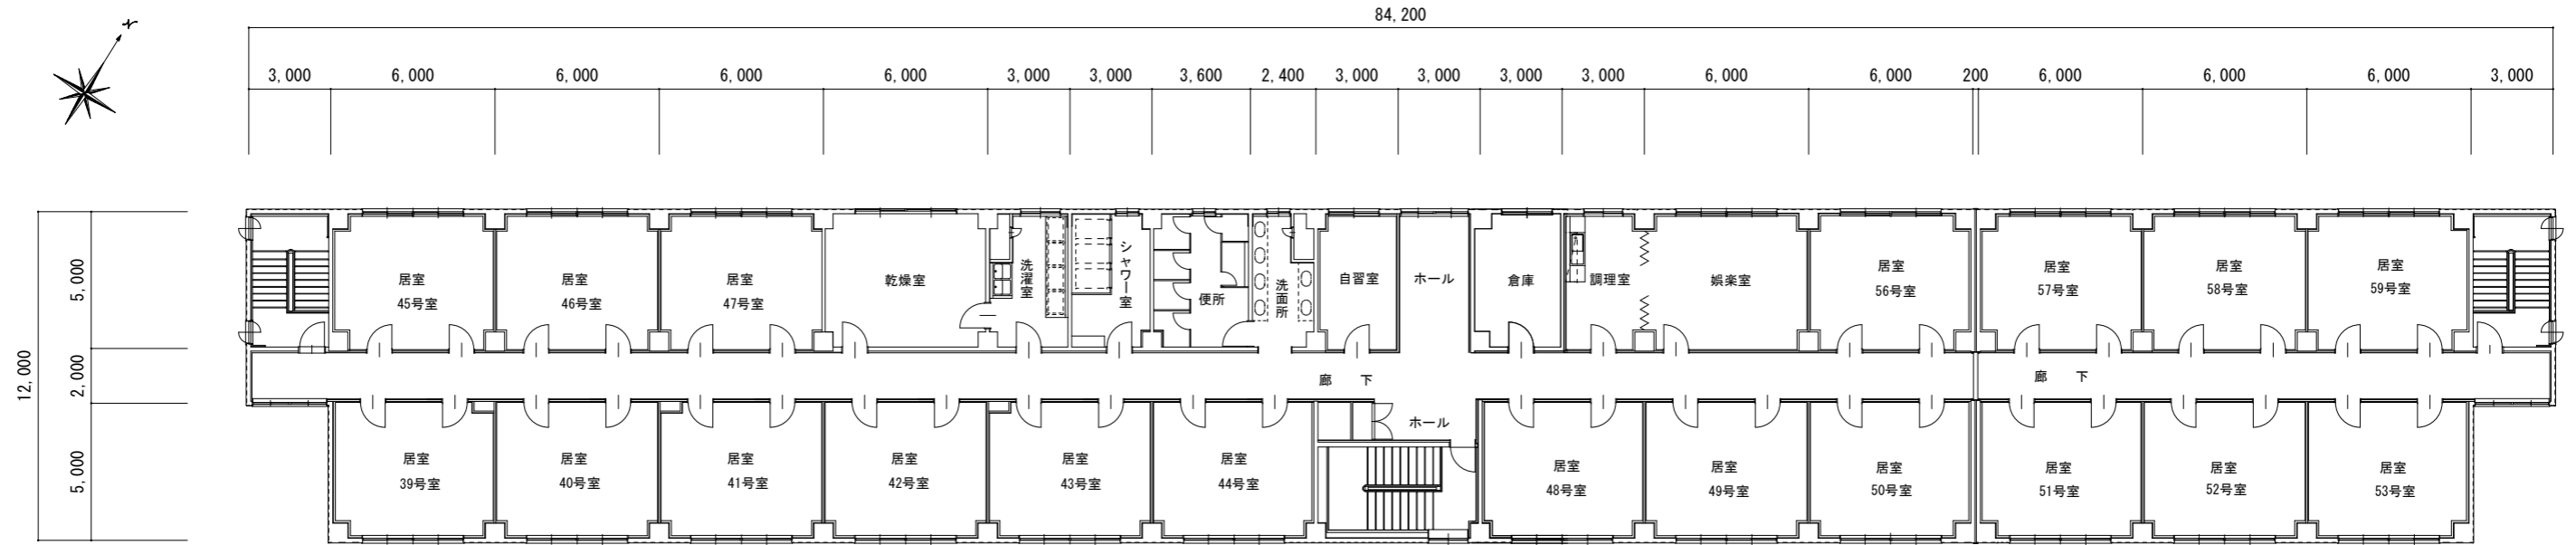 N
84,200
3,000 6,000 6,000 6,000 6,000 3,000 3,000 3,600 2,400 3,000 3,000 3,000 3,000 6,000 6,000 200 6,000 6,000 6,000 3,000
12,000
5,000
2,000
5,000
居室
45号室
居室
46号室
居室
47号室
乾燥室
洗濯室
シャワー室
便所
洗面所
自習室
ホール
倉庫
調理室
娯楽室
居室
56号室
居室
57号室
居室
58号室
居室
59号室
廊 下
廊 下
ホール
居室
39号室
居室
40号室
居室
41号室
居室
42号室
居室
43号室
居室
44号室
居室
48号室
居室
49号室
居室
50号室
居室
51号室
居室
52号室
居室
53号室